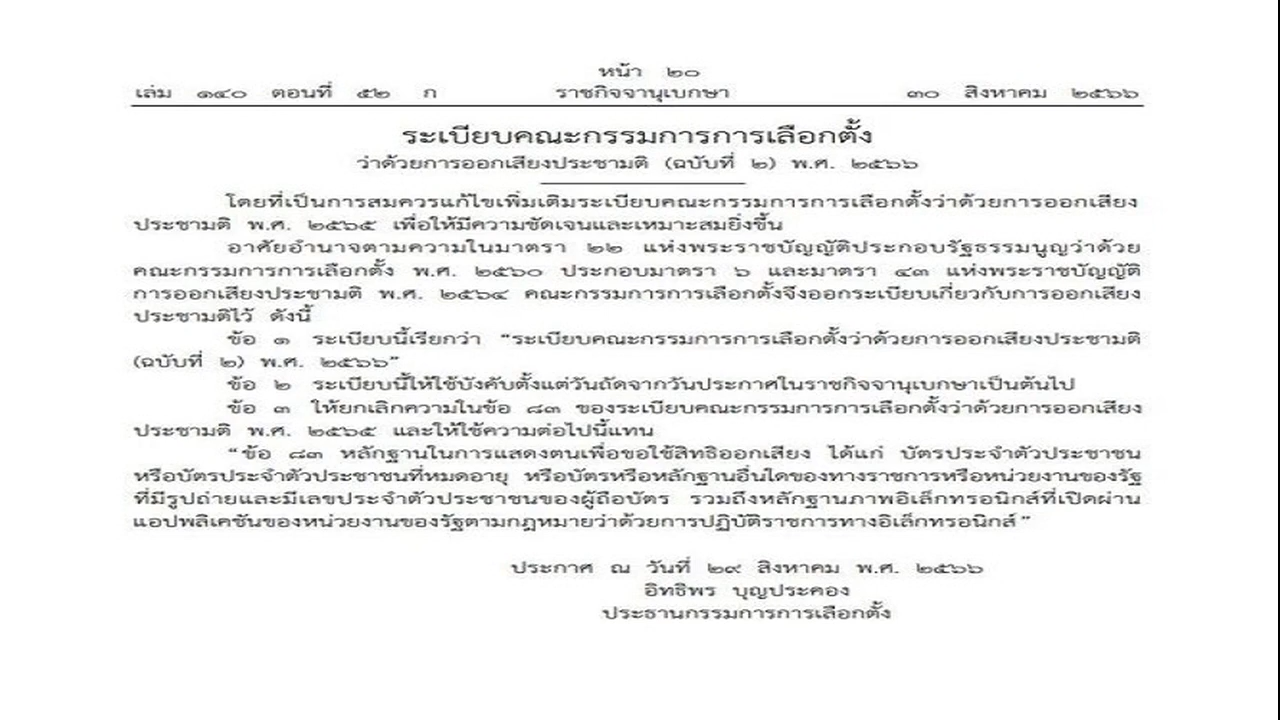 หน้า ๒๐
เล่ม ๑๔๐ ตอนที่ ๕๒ ก ราชกิจจานุเบกษา ๓๐ สิงหาคม ๒๕๖๖
ระเบียบคณะกรรมการการเลือกตั้ง
ว่าด้วยการออกเสียงประชามติ (ฉบับที่ ๒) พ.ศ. ๒๕๖๖
โดยที่เป็นการสมควรแก้ไขเพิ่มเติมระเบียบคณะกรรมการการเลือกตั้งว่าด้วยการออกเสียง
ประชามติ พ.ศ. ๒๕๖๕ เพื่อให้มีความชัดเจนและเหมาะสมยิ่งขึ้น
อาศัยอำนาจตามความในมาตรา ๒๒ แห่งพระราชบัญญัติประกอบรัฐธรรมนูญว่าด้วย
คณะกรรมการการเลือกตั้ง พ.ศ. ๒๕๖๐ ประกอบมาตรา ๖ และมาตรา ๔๓ แห่งพระราชบัญญัติ
การออกเสียงประชามติ พ.ศ. ๒๕๖๔ คณะกรรมการการเลือกตั้งจึงออกระเบียบเกี่ยวกับการออกเสียง
ประชามติไว้ ดังนี้
ข้อ ๑ ระเบียบนี้เรียกว่า “ระเบียบคณะกรรมการการเลือกตั้งว่าด้วยการออกเสียงประชามติ
(ฉบับที่ ๒) พ.ศ. ๒๕๖๖”
ข้อ ๒ ระเบียบนี้ให้ใช้บังคับตั้งแต่วันถัดจากวันประกาศในราชกิจจานุเบกษาเป็นต้นไป
ข้อ ๓ ให้ยกเลิกความในข้อ ๘๓ ของระเบียบคณะกรรมการการเลือกตั้งว่าด้วยการออกเสียง
ประชามติ พ.ศ. ๒๕๖๕ และให้ใช้ความต่อไปนี้แทน
“ข้อ ๘๓ หลักฐานในการแสดงตนเพื่อขอใช้สิทธิออกเสียง ได้แก่ บัตรประจำตัวประชาชน
หรือบัตรประจำตัวประชาชนที่หมดอายุ หรือบัตรหรือหลักฐานอื่นใดของทางราชการหรือหน่วยงานของรัฐ
ที่มีรูปถ่ายและมีเลขประจำตัวประชาชนของผู้ถือบัตร รวมถึงหลักฐานภาพอิเล็กทรอนิกส์ที่เปิดผ่าน
แอปพลิเคชันของหน่วยงานของรัฐตามกฎหมายว่าด้วยการปฏิบัติราชการทางอิเล็กทรอนิกส์”
ประกาศ ณ วันที่ ๒๙ สิงหาคม พ.ศ. ๒๕๖๖
อิทธิพร บุญประคอง
ประธานกรรมการการเลือกตั้ง